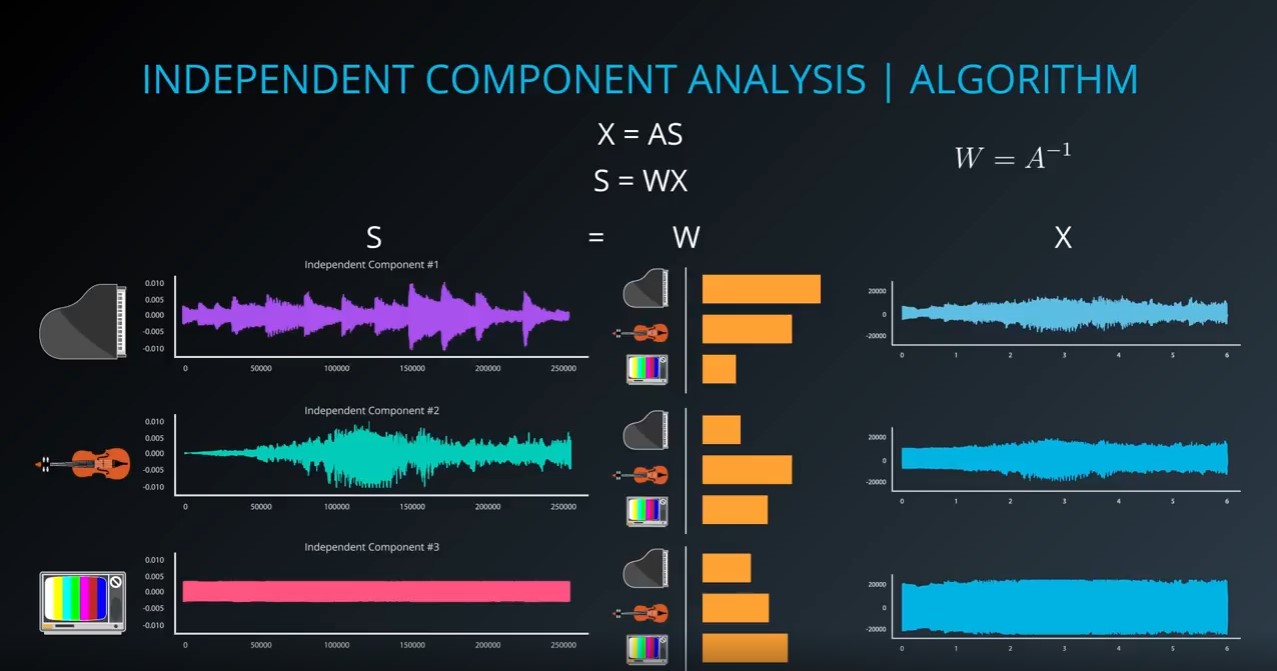 INDEPENDENT COMPONENT ANALYSIS | ALGORITHM
X = AS
S = WX
W = A⁻¹
S = W X
Independent Component #1
0.010
0.005
0.000
-0.005
-0.010
0 50000 100000 150000 200000 250000
20000
0
-20000
0 1 2 3 4 5 6
Independent Component #2
0.010
0.005
0.000
-0.005
-0.010
0 50000 100000 150000 200000 250000
20000
0
-20000
0 1 2 3 4 5 6
Independent Component #3
0.010
0.005
0.000
-0.005
-0.010
0 50000 100000 150000 200000 250000
20000
0
-20000
0 1 2 3 4 5 6